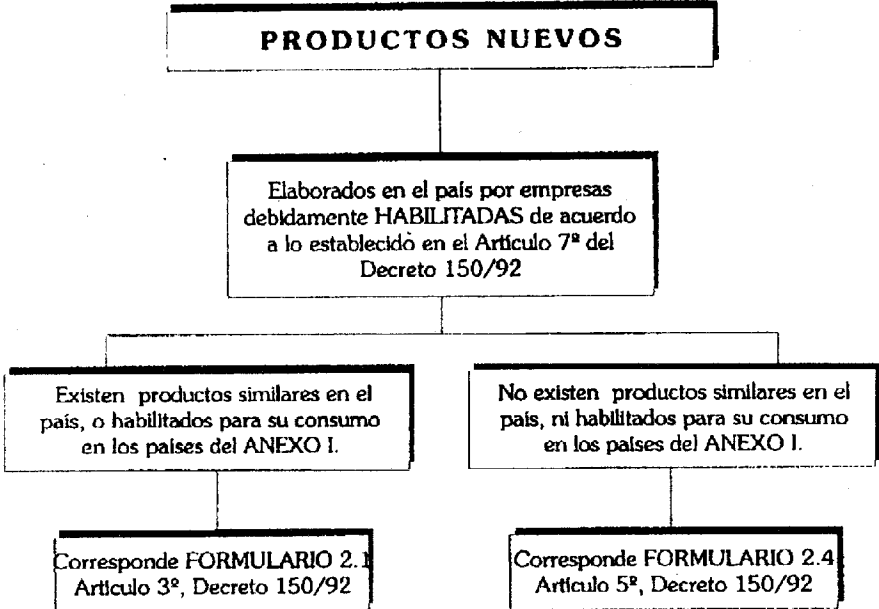 PRODUCTOS NUEVOS
Elaborados en el país por empresas
debidamente HABILITADAS de acuerdo
a lo establecido en el Artículo 7º del
Decreto 150/92
Existen productos similares en el
país, o habilitados para su consumo
en los países del ANEXO I.
No existen productos similares en el
país, ni habilitados para su consumo
en los países del ANEXO I.
Corresponde FORMULARIO 2.1
Artículo 3º, Decreto 150/92
Corresponde FORMULARIO 2.4
Artículo 5º, Decreto 150/92